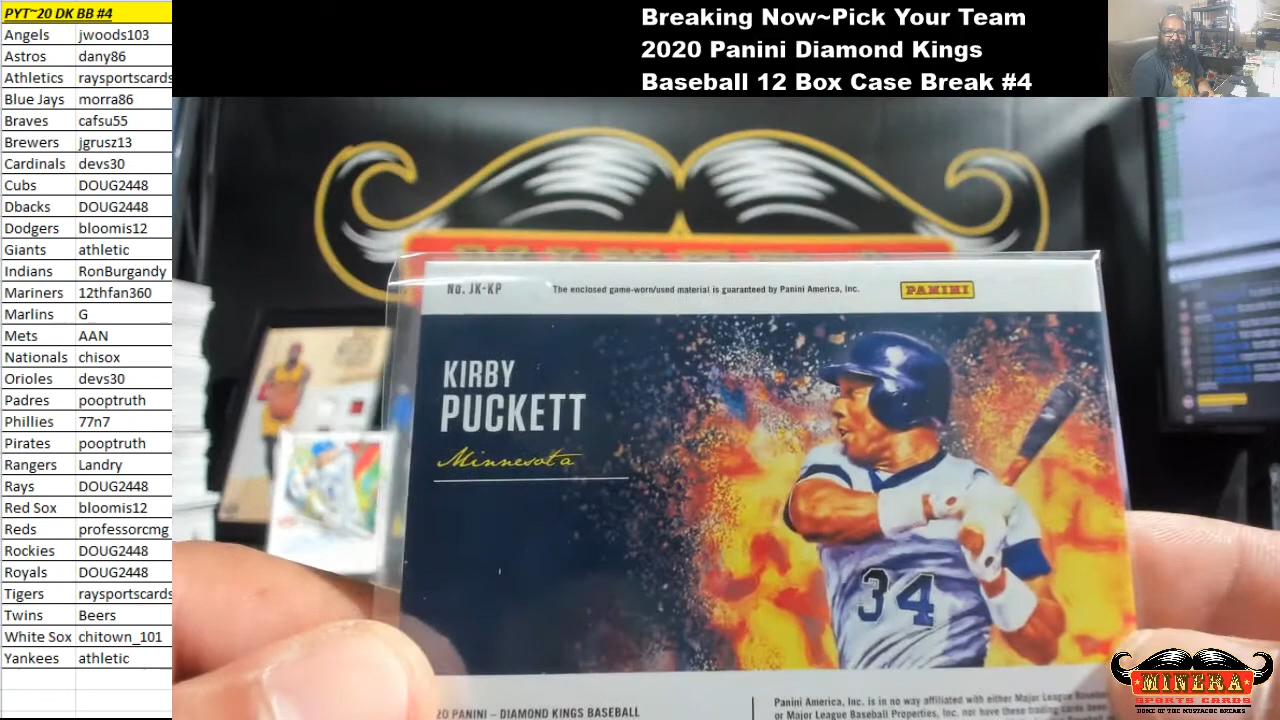 PYT~20 DK BB #4
Angels jwoods103
Astros dany86
Athletics raysportscards
Blue Jays morra86
Braves cafsu55
Brewers jgrusz13
Cardinals devs30
Cubs DOUG2448
Dbacks DOUG2448
Dodgers bloomis12
Giants athletic
Indians RonBurgandy
Mariners 12thfan360
Marlins G
Mets AAN
Nationals chisox
Orioles devs30
Padres pooptruth
Phillies 77n7
Pirates pooptruth
Rangers Landry
Rays DOUG2448
Red Sox bloomis12
Reds professorcmg
Rockies DOUG2448
Royals DOUG2448
Tigers raysportscards
Twins Beers
White Sox chitown_101
Yankees athletic
Breaking Now~Pick Your Team
2020 Panini Diamond Kings
Baseball 12 Box Case Break #4
No. JK-KP
The enclosed game-worn/used material is guaranteed by Panini America, Inc.
PANINI
KIRBY
PUCKETT
Minnesota
34
20 PANINI – DIAMOND KINGS BASEBALL
Panini America, Inc. is in no way affiliated with either Major League Baseball
or Major League Baseball Properties, Inc. nor have these trading cards been
MINERA
SPORTS CARDS
HOME OF THE MUSTACHE BREAKS